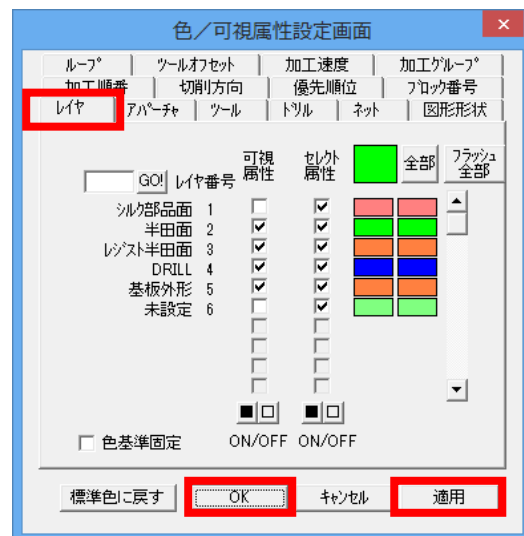 色／可視属性設定画面
ループ ツールオフセット 加工速度 加工グループ
加工順番 切削方向 優先順位 ブロック番号
レイヤ アパーチャ ツール ドリル ネット 図形形状
可視属性 セレクト属性 全部 フラッシュ全部
GO! レイヤ番号
シルク部品面 1
半田面 2
レジスト半田面 3
DRILL 4
基板外形 5
未設定 6
色基準固定 ON/OFF ON/OFF
標準色に戻す OK キャンセル 適用